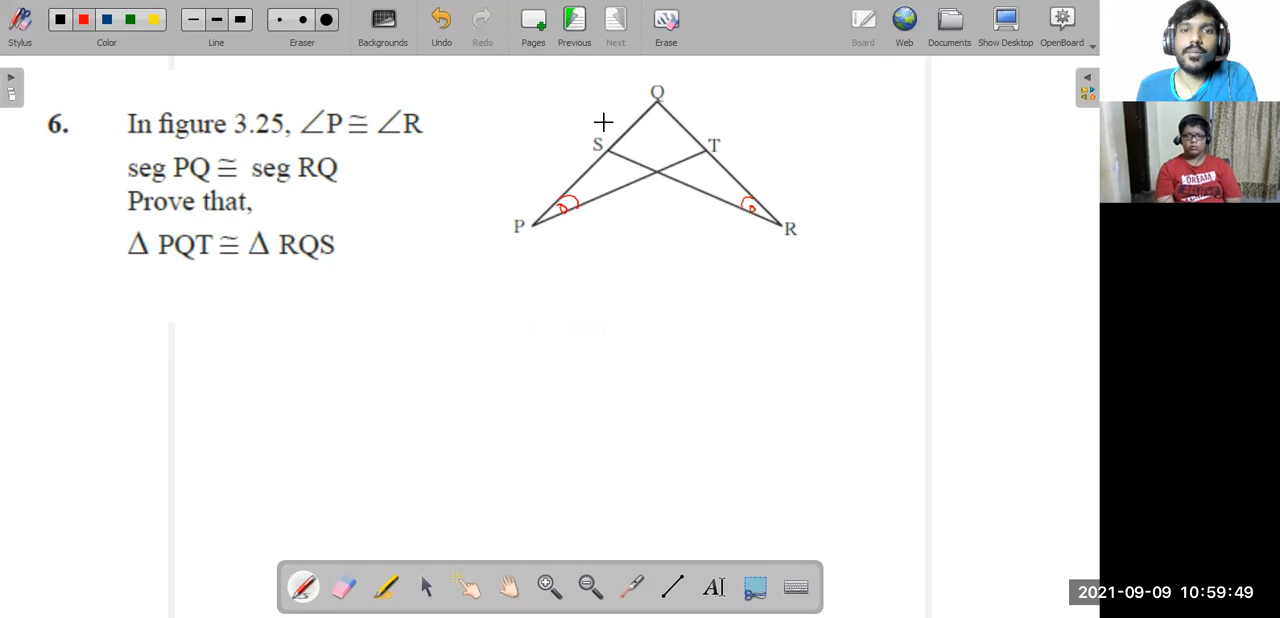 Stylus Color Line Eraser Backgrounds Undo Redo Pages Previous Next Erase Board Web Documents Show Desktop OpenBoard
6. In figure 3.25, ∠P ≅ ∠R
seg PQ ≅ seg RQ
Prove that,
Δ PQT ≅ Δ RQS
Q
S T
P R
DREAM
2021-09-09 10:59:49